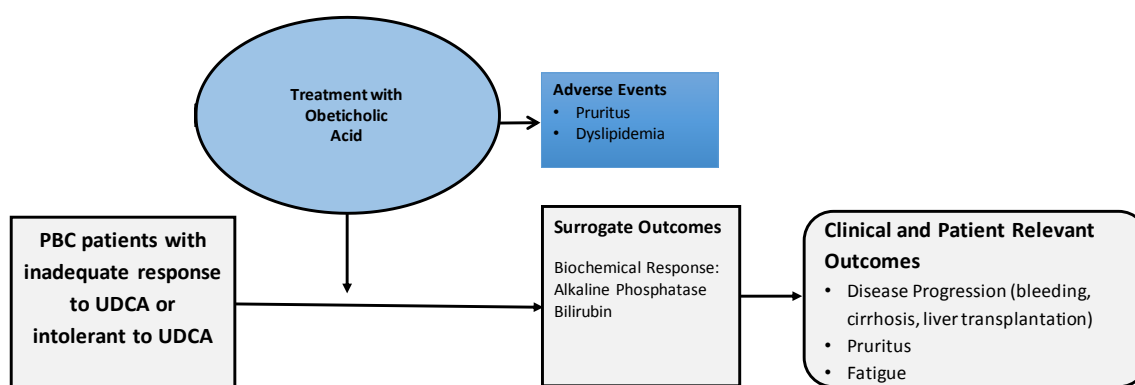 Treatment with
Obeticholic
Acid
Adverse Events
• Pruritus
• Dyslipidemia
PBC patients with
inadequate response
to UDCA or
intolerant to UDCA
Surrogate Outcomes
Biochemical Response:
Alkaline Phosphatase
Bilirubin
Clinical and Patient Relevant
Outcomes
• Disease Progression (bleeding,
cirrhosis, liver transplantation)
• Pruritus
• Fatigue